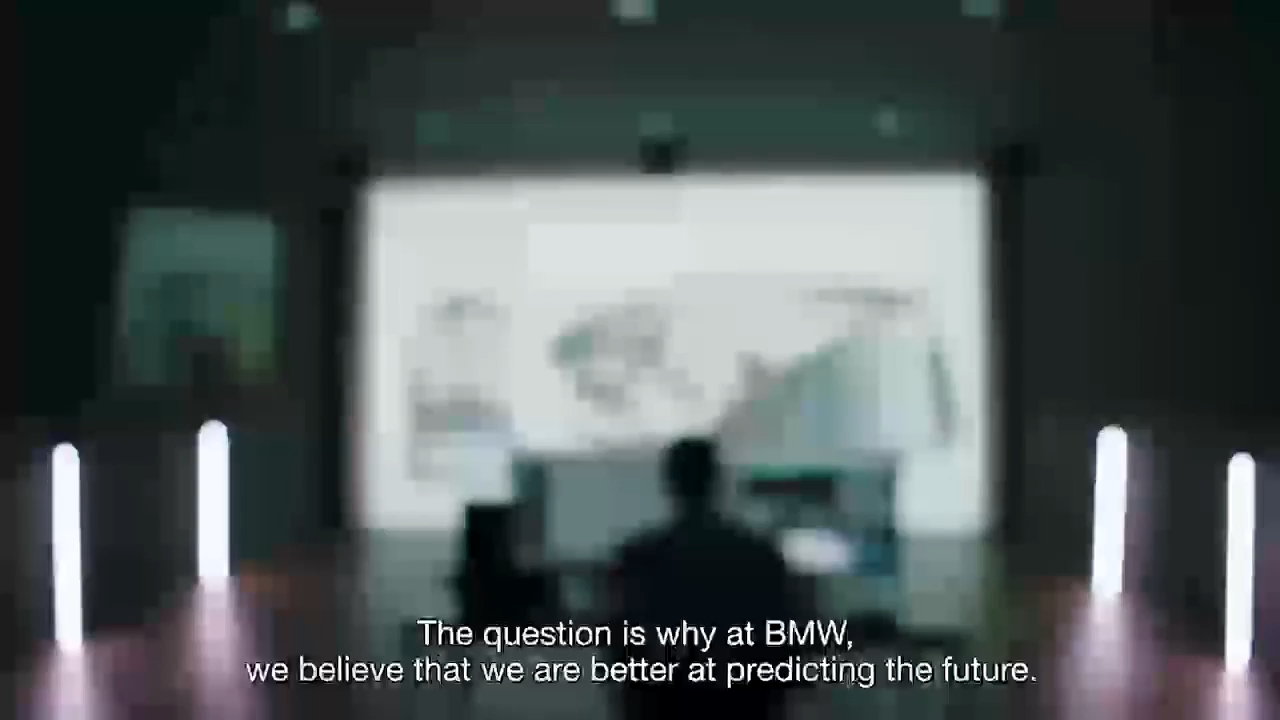 The question is why at BMW,
we believe that we are better at predicting the future.